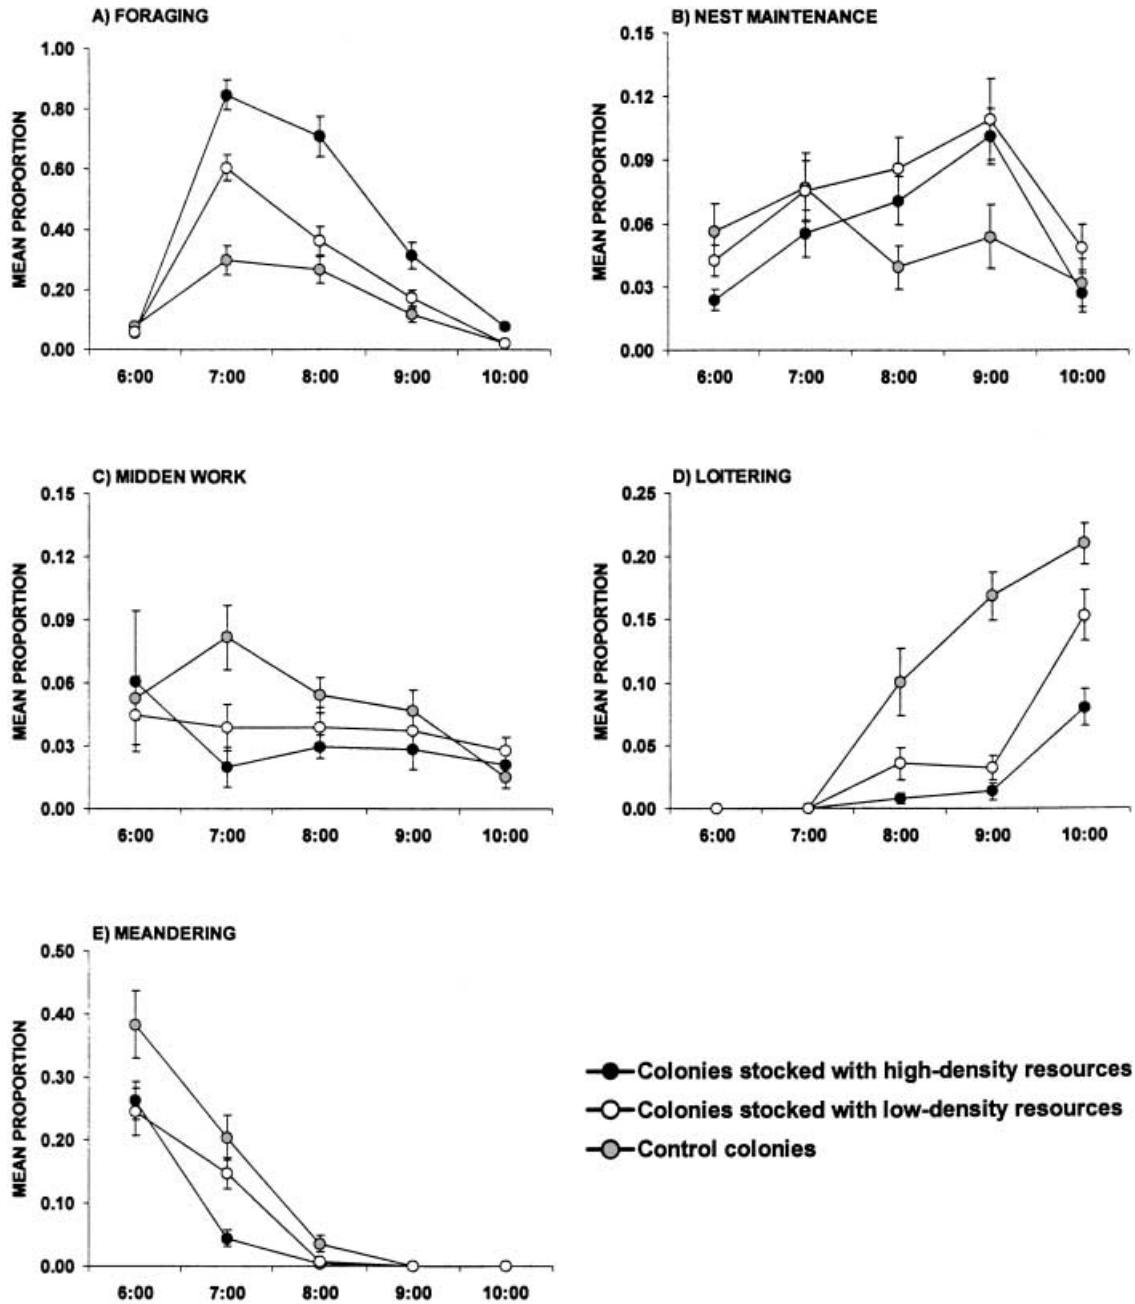 A) FORAGING
MEAN PROPORTION
1.00
0.80
0.60
0.40
0.20
0.00
6:00 7:00 8:00 9:00 10:00
B) NEST MAINTENANCE
MEAN PROPORTION
0.15
0.12
0.09
0.06
0.03
0.00
6:00 7:00 8:00 9:00 10:00
C) MIDDEN WORK
MEAN PROPORTION
0.15
0.12
0.09
0.06
0.03
0.00
6:00 7:00 8:00 9:00 10:00
D) LOITERING
MEAN PROPORTION
0.25
0.20
0.15
0.10
0.05
0.00
6:00 7:00 8:00 9:00 10:00
E) MEANDERING
MEAN PROPORTION
0.50
0.40
0.30
0.20
0.10
0.00
6:00 7:00 8:00 9:00 10:00
Colonies stocked with high-density resources
Colonies stocked with low-density resources
Control colonies